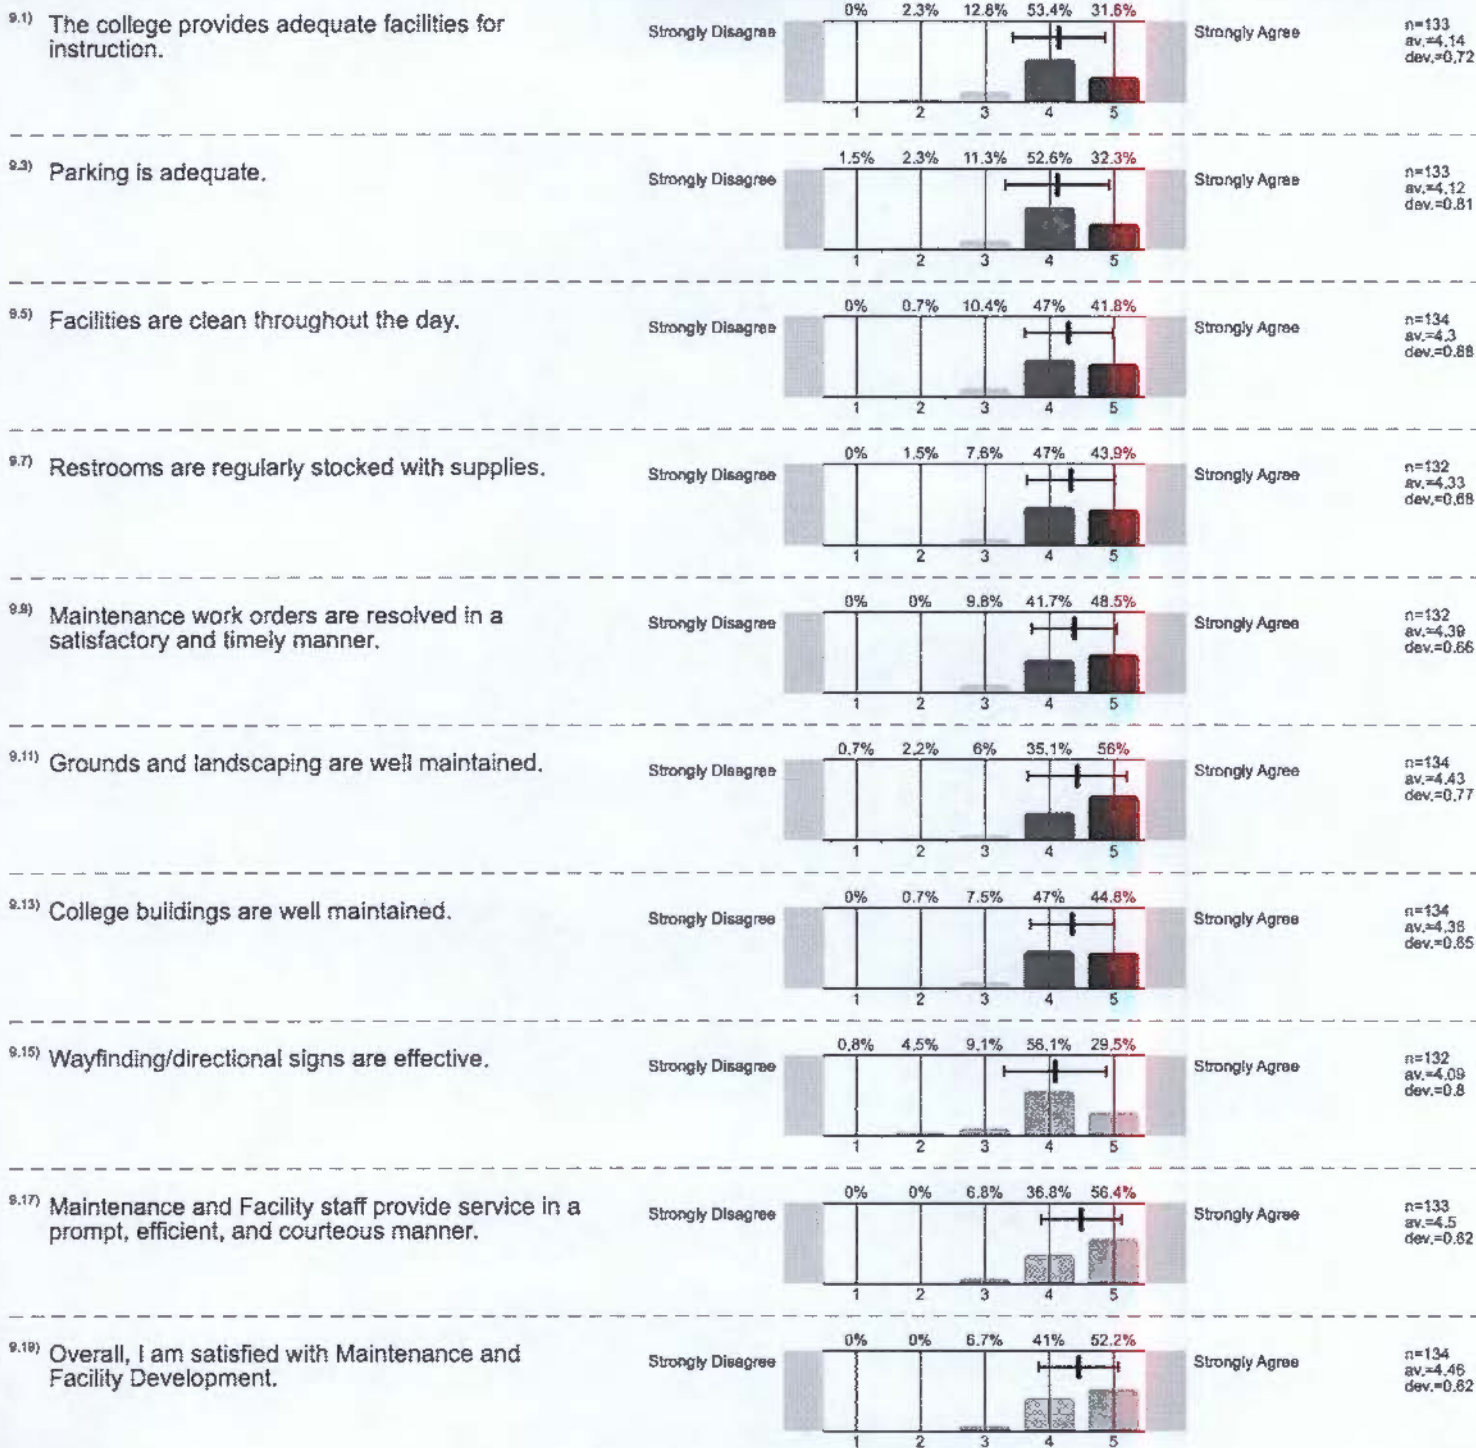 9.1) The college provides adequate facilities for
instruction.
Strongly Disagree
0% 2.3% 12.8% 53.4% 31.6%
1 2 3 4 5
Strongly Agree
n=133
av.=4.14
dev.=0.72
9.3) Parking is adequate.
Strongly Disagree
1.5% 2.3% 11.3% 52.6% 32.3%
1 2 3 4 5
Strongly Agree
n=133
av.=4.12
dev.=0.81
9.5) Facilities are clean throughout the day.
Strongly Disagree
0% 0.7% 10.4% 47% 41.8%
1 2 3 4 5
Strongly Agree
n=134
av.=4.3
dev.=0.68
9.7) Restrooms are regularly stocked with supplies.
Strongly Disagree
0% 1.5% 7.6% 47% 43.9%
1 2 3 4 5
Strongly Agree
n=132
av.=4.33
dev.=0.68
9.9) Maintenance work orders are resolved in a
satisfactory and timely manner.
Strongly Disagree
0% 0% 9.8% 41.7% 48.5%
1 2 3 4 5
Strongly Agree
n=132
av.=4.39
dev.=0.66
9.11) Grounds and landscaping are well maintained.
Strongly Disagree
0.7% 2.2% 6% 35.1% 56%
1 2 3 4 5
Strongly Agree
n=134
av.=4.43
dev.=0.77
9.13) College buildings are well maintained.
Strongly Disagree
0% 0.7% 7.5% 47% 44.8%
1 2 3 4 5
Strongly Agree
n=134
av.=4.36
dev.=0.65
9.15) Wayfinding/directional signs are effective.
Strongly Disagree
0.8% 4.5% 9.1% 56.1% 29.5%
1 2 3 4 5
Strongly Agree
n=132
av.=4.09
dev.=0.8
9.17) Maintenance and Facility staff provide service in a
prompt, efficient, and courteous manner.
Strongly Disagree
0% 0% 6.8% 36.8% 56.4%
1 2 3 4 5
Strongly Agree
n=133
av.=4.5
dev.=0.62
9.19) Overall, I am satisfied with Maintenance and
Facility Development.
Strongly Disagree
0% 0% 6.7% 41% 52.2%
1 2 3 4 5
Strongly Agree
n=134
av.=4.46
dev.=0.62